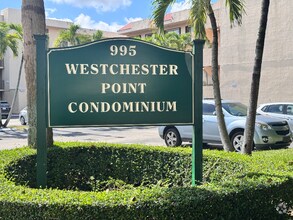 995
WESTCHESTER
POINT
CONDOMINIUM